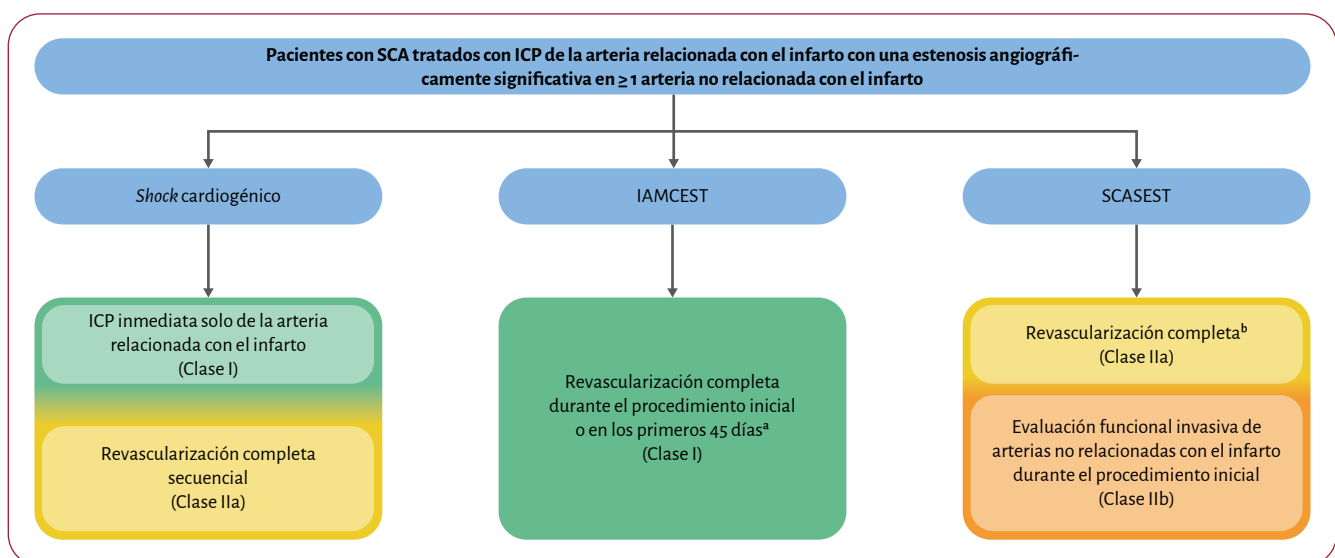 Pacientes con SCA tratados con ICP de la arteria relacionada con el infarto con una estenosis angiográfi-
camente significativa en ≥ 1 arteria no relacionada con el infarto
Shock cardiogénico
IAMCEST
SCASEST
ICP inmediata solo de la arteria
relacionada con el infarto
(Clase I)
Revascularización completa
secuencial
(Clase IIa)
Revascularización completa
durante el procedimiento inicial
o en los primeros 45 díasᵃ
(Clase I)
Revascularización completaᵇ
(Clase IIa)
Evaluación funcional invasiva de
arterias no relacionadas con el infarto
durante el procedimiento inicial
(Clase IIb)